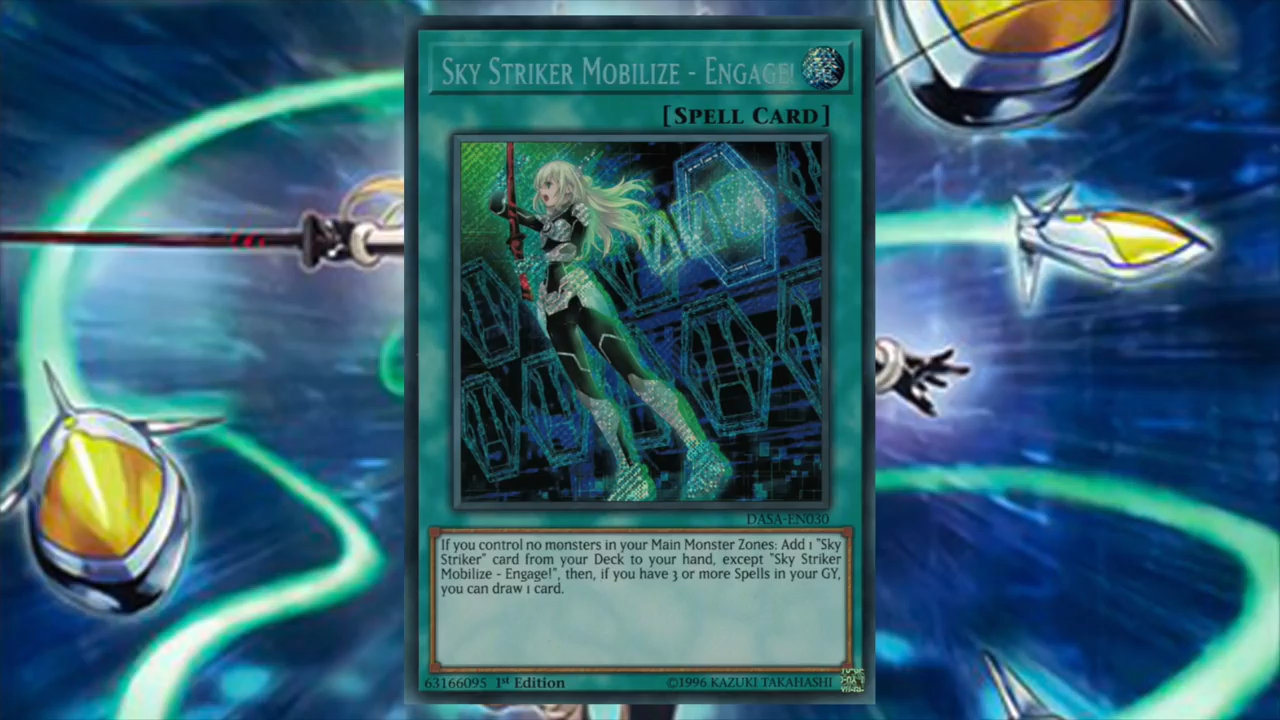 SKY STRIKER MOBILIZE - ENGAGE!
[SPELL CARD]
DASA-EN030
If you control no monsters in your Main Monster Zones: Add 1 "Sky
Striker" card from your Deck to your hand, except "Sky Striker
Mobilize - Engage!", then, if you have 3 or more Spells in your GY,
you can draw 1 card.
63166095 1st Edition ©1996 KAZUKI TAKAHASHI